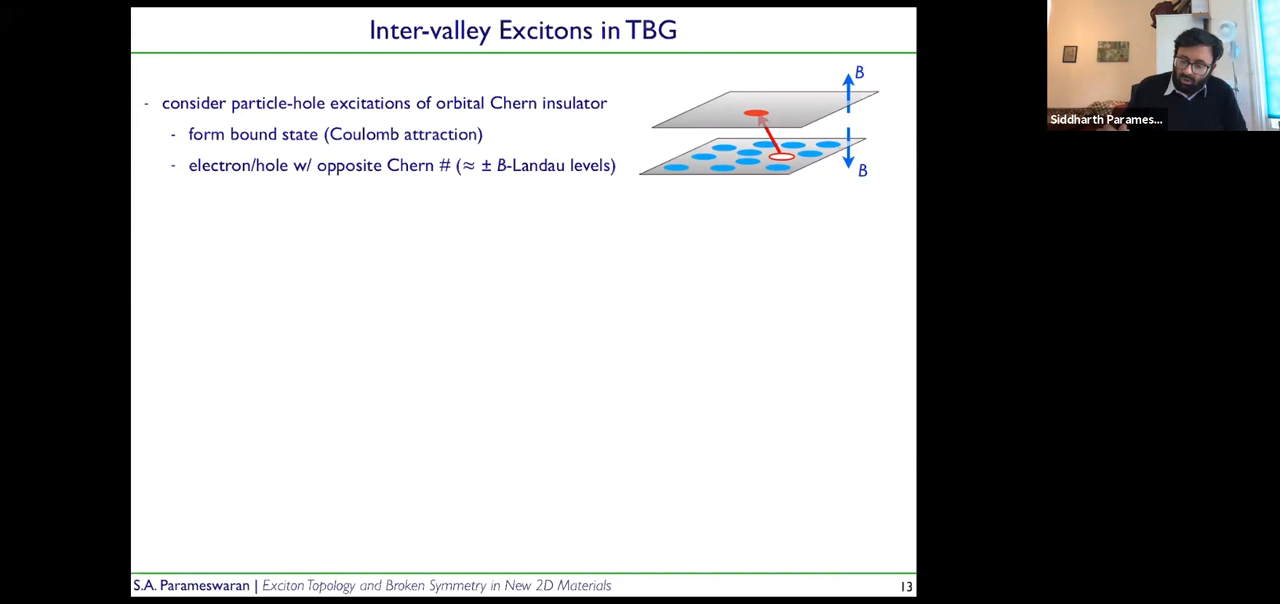 Inter-valley Excitons in TBG
- consider particle-hole excitations of orbital Chern insulator
- form bound state (Coulomb attraction)
- electron/hole w/ opposite Chern # (≈ ± B-Landau levels)
B
B
Siddharth Parames...
S.A. Parameswaran | Exciton Topology and Broken Symmetry in New 2D Materials
13